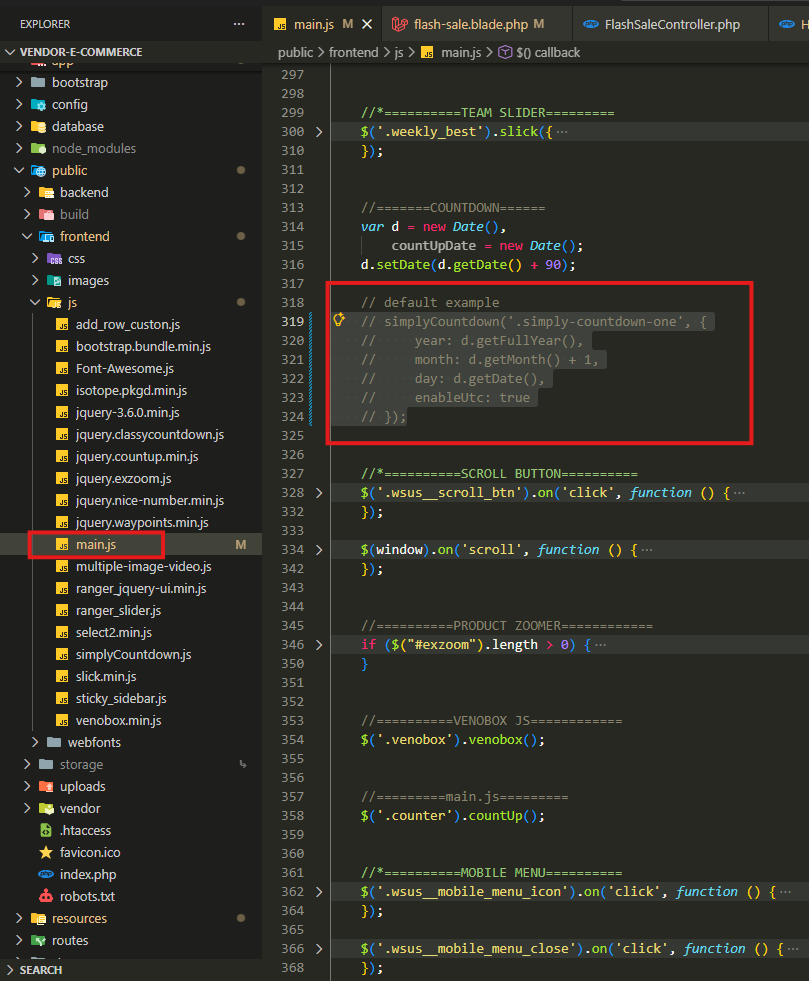 EXPLORER
···
VENDOR-E-COMMERCE
app
bootstrap
config
database
node_modules
public
backend
build
frontend
css
images
js
add_row_custon.js
bootstrap.bundle.min.js
Font-Awesome.js
isotope.pkgd.min.js
jquery-3.6.0.min.js
jquery.classycountdown.js
jquery.countup.min.js
jquery.exzoom.js
jquery.nice-number.min.js
jquery.waypoints.min.js
main.js M
multiple-image-video.js
ranger_jquery-ui.min.js
ranger_slider.js
select2.min.js
simplyCountdown.js
slick.min.js
sticky_sidebar.js
venobox.min.js
webfonts
storage
uploads
vendor
.htaccess
favicon.ico
index.php
robots.txt
resources
routes
SEARCH
main.js M flash-sale.blade.php M FlashSaleController.php H
public > frontend > js > main.js > $() callback
297
298
299 //*==========TEAM SLIDER=========
300 $('.weekly_best').slick({ ···
310 });
311
312
313 //=======COUNTDOWN======
314 var d = new Date(),
315 countUpDate = new Date();
316 d.setDate(d.getDate() + 90);
317
318 // default example
319 // simplyCountdown('.simply-countdown-one', {
320 // year: d.getFullYear(),
321 // month: d.getMonth() + 1,
322 // day: d.getDate(),
323 // enableUtc: true
324 // });
325
326
327 //*==========SCROLL BUTTON==========
328 $('.wsus__scroll_btn').on('click', function () { ···
332 });
333
334 $(window).on('scroll', function () { ···
342 });
343
344
345 //==========PRODUCT ZOOMER============
346 if ($("#exzoom").length > 0) { ···
350 }
351
352
353 //==========VENOBOX JS============
354 $('.venobox').venobox();
355
356
357 //=========main.js=========
358 $('.counter').countUp();
359
360
361 //*==========MOBILE MENU==========
362 $('.wsus__mobile_menu_icon').on('click', function () { ···
364 });
365
366 $('.wsus__mobile_menu_close').on('click', function () { ···
368 });